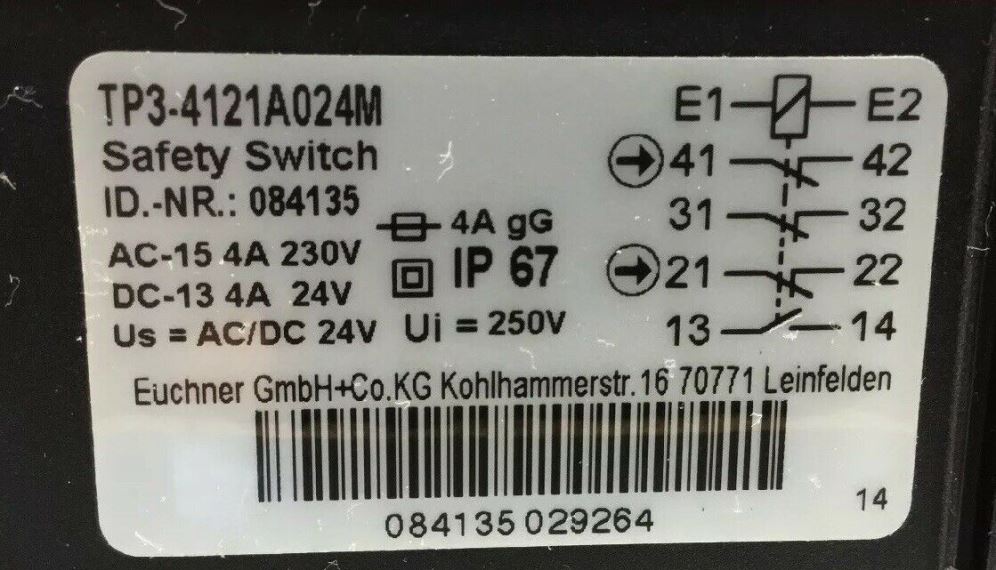 TP3-4121A024M
Safety Switch
ID.-NR.: 084135
AC-15 4A 230V
DC-13 4A 24V
Us = AC/DC 24V
4A gG
IP 67
Ui = 250V
E1 E2
41 42
31 32
21 22
13 14
Euchner GmbH+Co.KG Kohlhammerstr.16 70771 Leinfelden
084135 029264
14